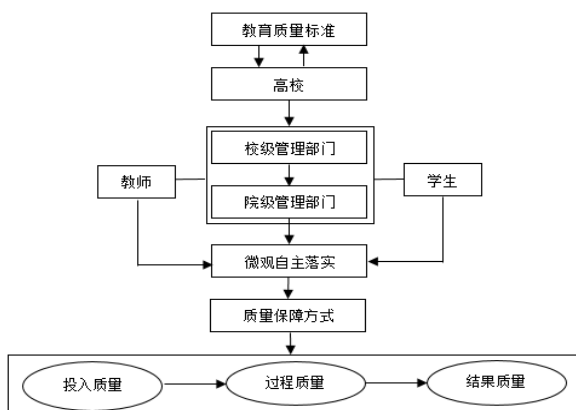 教育质量标准
高校
校级管理部门
教师
学生
院级管理部门
微观自主落实
质量保障方式
投入质量
过程质量
结果质量